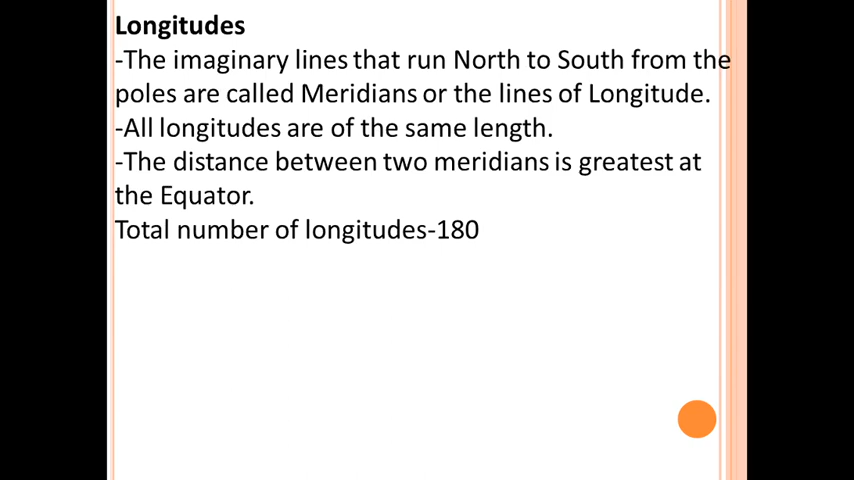 Longitudes
-The imaginary lines that run North to South from the
poles are called Meridians or the lines of Longitude.
-All longitudes are of the same length.
-The distance between two meridians is greatest at
the Equator.
Total number of longitudes-180